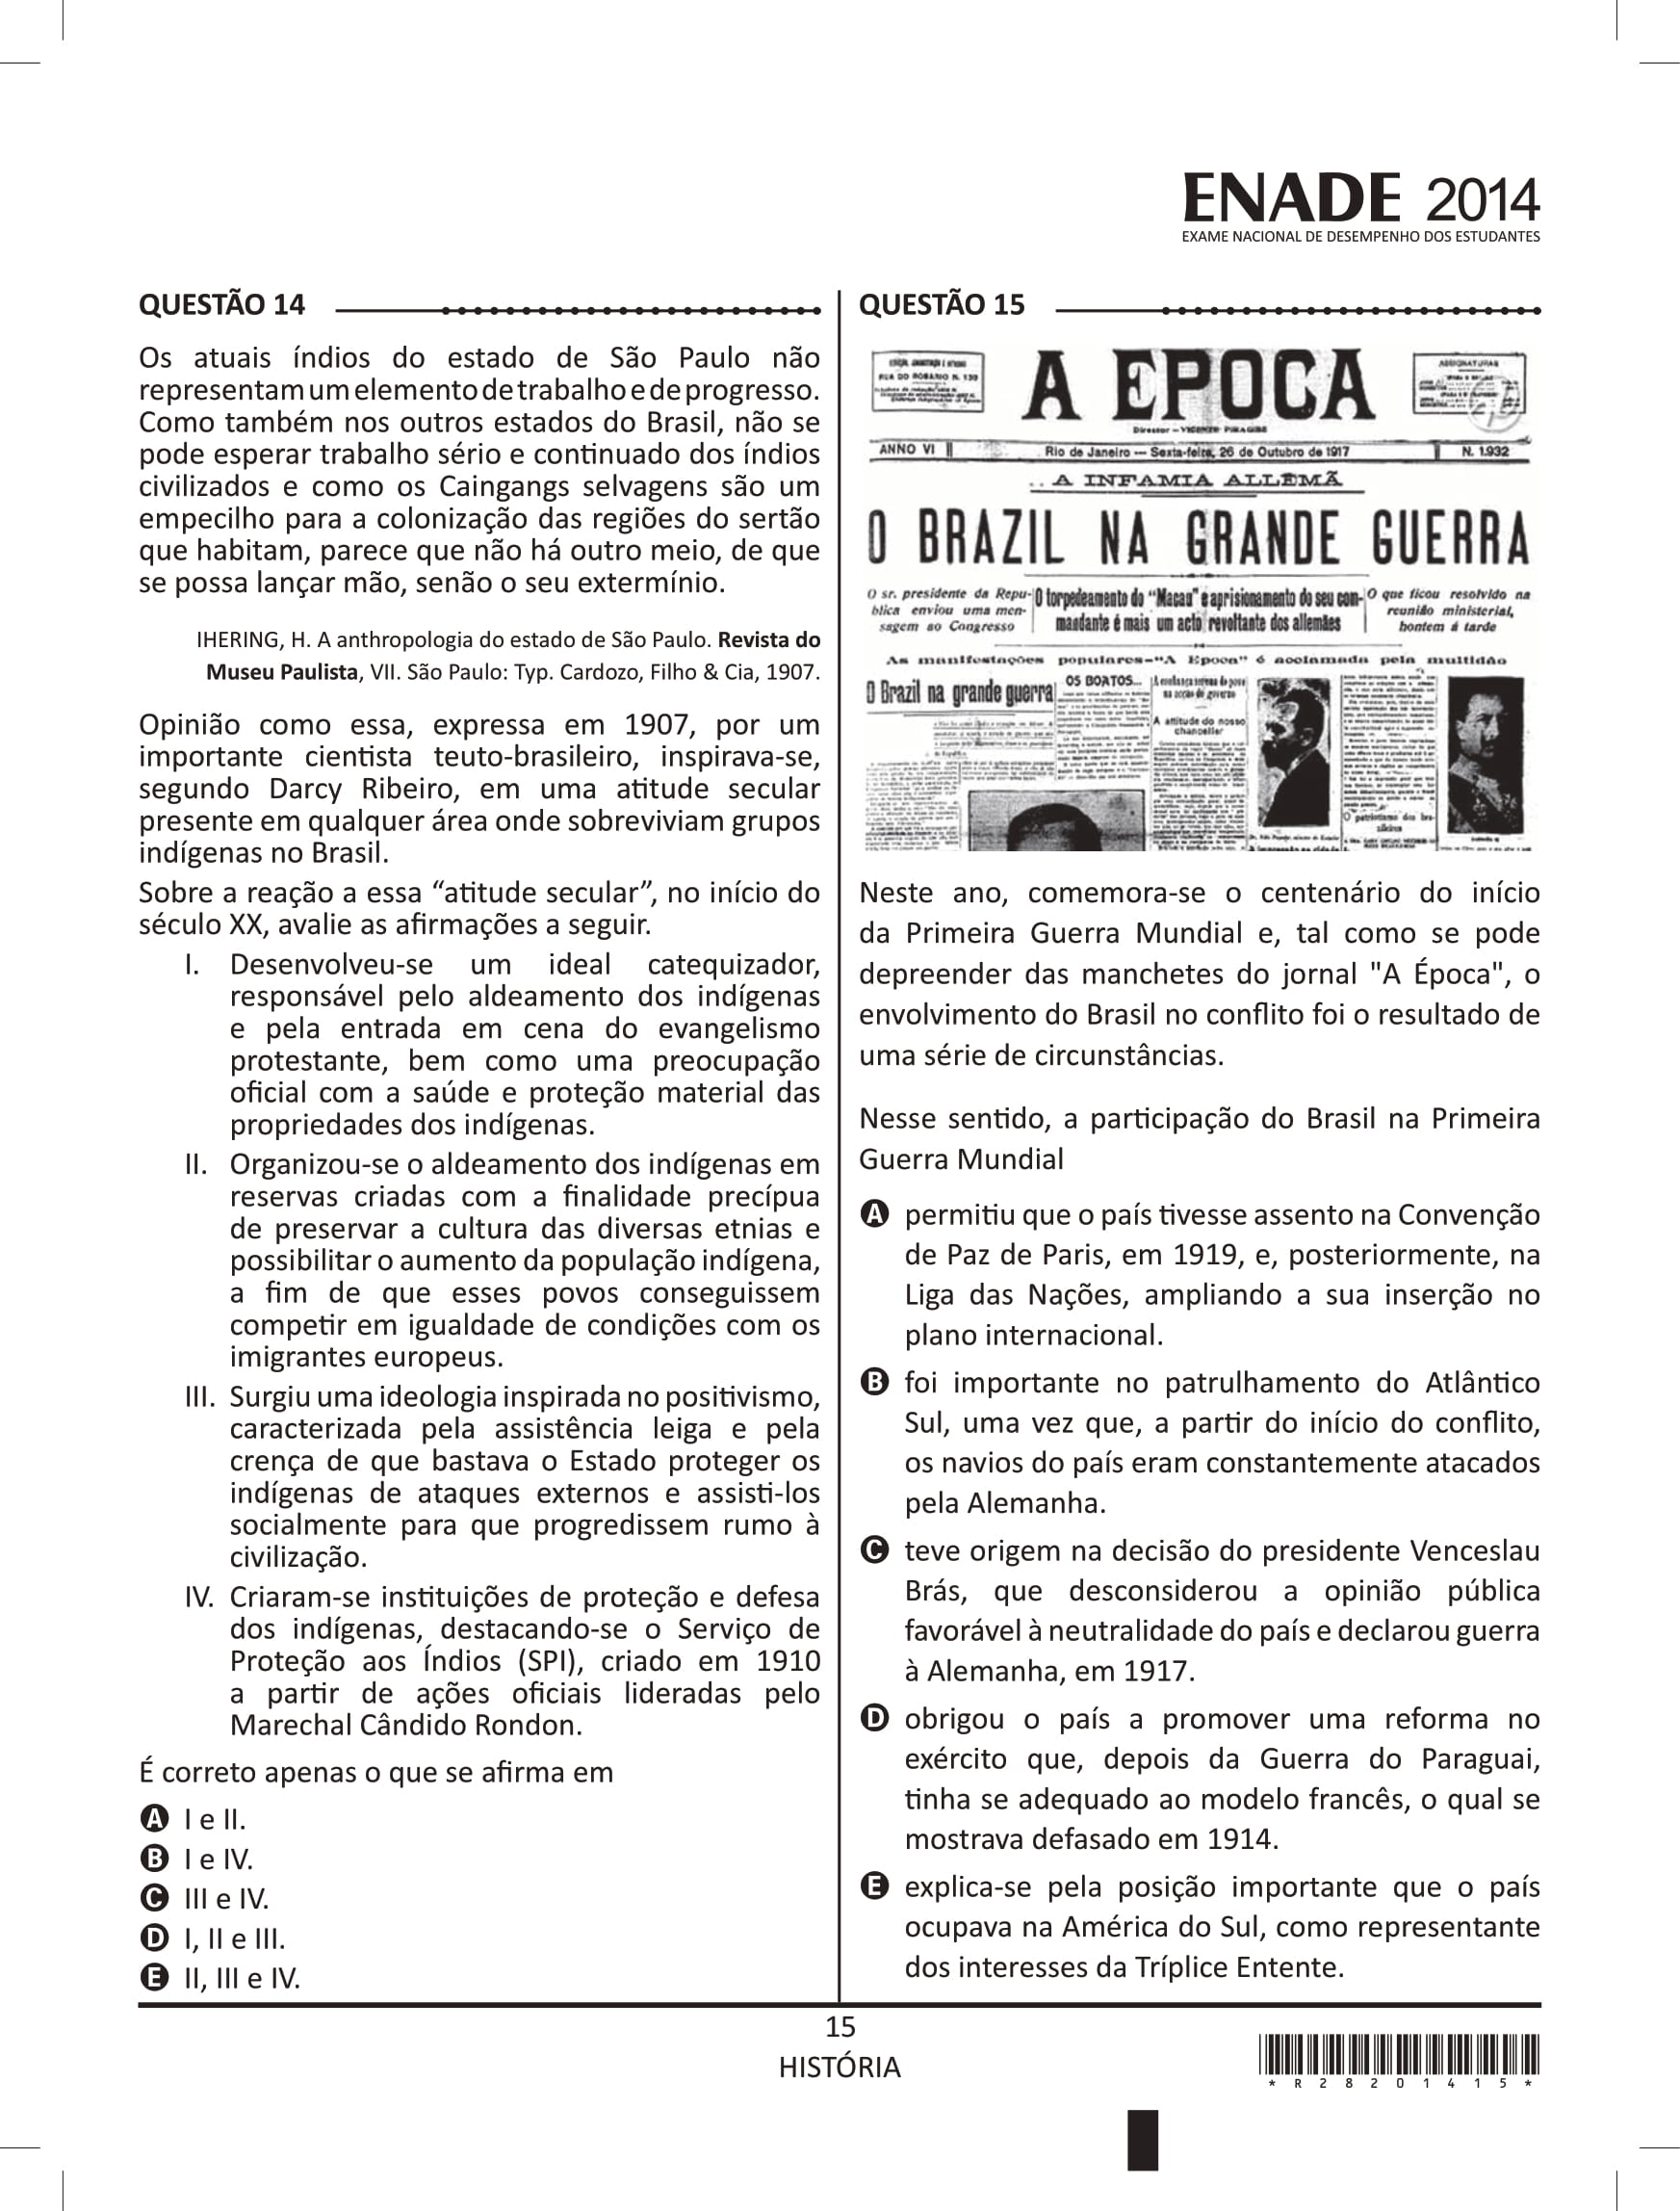 ENADE 2014
EXAME NACIONAL DE DESEMPENHO DOS ESTUDANTES
QUESTÃO 14
Os atuais índios do estado de São Paulo não
representam um elemento de trabalho e de progresso.
Como também nos outros estados do Brasil, não se
pode esperar trabalho sério e continuado dos índios
civilizados e como os Caingangs selvagens são um
empecilho para a colonização das regiões do sertão
que habitam, parece que não há outro meio, de que
se possa lançar mão, senão o seu extermínio.
IHERING, H. A anthropologia do estado de São Paulo. Revista do
Museu Paulista, VII. São Paulo: Typ. Cardozo, Filho & Cia, 1907.
Opinião como essa, expressa em 1907, por um
importante cientista teuto-brasileiro, inspirava-se,
segundo Darcy Ribeiro, em uma atitude secular
presente em qualquer área onde sobreviviam grupos
indígenas no Brasil.
Sobre a reação a essa “atitude secular”, no início do
século XX, avalie as afirmações a seguir.
I. Desenvolveu-se um ideal catequizador,
responsável pelo aldeamento dos indígenas
e pela entrada em cena do evangelismo
protestante, bem como uma preocupação
oficial com a saúde e proteção material das
propriedades dos indígenas.
II. Organizou-se o aldeamento dos indígenas em
reservas criadas com a finalidade precípua
de preservar a cultura das diversas etnias e
possibilitar o aumento da população indígena,
a fim de que esses povos conseguissem
competir em igualdade de condições com os
imigrantes europeus.
III. Surgiu uma ideologia inspirada no positivismo,
caracterizada pela assistência leiga e pela
crença de que bastava o Estado proteger os
indígenas de ataques externos e assisti-los
socialmente para que progredissem rumo à
civilização.
IV. Criaram-se instituições de proteção e defesa
dos indígenas, destacando-se o Serviço de
Proteção aos Índios (SPI), criado em 1910
a partir de ações oficiais lideradas pelo
Marechal Cândido Rondon.
É correto apenas o que se afirma em
A I e II.
B I e IV.
C III e IV.
D I, II e III.
E II, III e IV.
QUESTÃO 15
RUA DO ROSARIO N. 130
A EPOCA
ASSIGNATURAS
Director — VICENTE PIRAGIBE
ANNO VI
Rio de Janeiro — Sexta-feira, 26 de Outubro de 1917
N. 1.932
A INFAMIA ALLEMÃ
O BRAZIL NA GRANDE GUERRA
O sr. presidente da Repu-
blica enviou uma men-
sagem ao Congresso
O torpedeamento do “Macau” e aprisionamento do seu com-
mandante é mais um acto revoltante dos allemães
O que ficou resolvido na
reunião ministerial,
hontem á tarde
As manifestações populares-“A Epoca” é acclamada pela multidão
O Brazil na grande guerra
OS BOATOS...
A attitude do nosso
chanceller
O patriotismo dos bra-
sileiros
Neste ano, comemora-se o centenário do início
da Primeira Guerra Mundial e, tal como se pode
depreender das manchetes do jornal "A Época", o
envolvimento do Brasil no conflito foi o resultado de
uma série de circunstâncias.
Nesse sentido, a participação do Brasil na Primeira
Guerra Mundial
A permitiu que o país tivesse assento na Convenção
de Paz de Paris, em 1919, e, posteriormente, na
Liga das Nações, ampliando a sua inserção no
plano internacional.
B foi importante no patrulhamento do Atlântico
Sul, uma vez que, a partir do início do conflito,
os navios do país eram constantemente atacados
pela Alemanha.
C teve origem na decisão do presidente Venceslau
Brás, que desconsiderou a opinião pública
favorável à neutralidade do país e declarou guerra
à Alemanha, em 1917.
D obrigou o país a promover uma reforma no
exército que, depois da Guerra do Paraguai,
tinha se adequado ao modelo francês, o qual se
mostrava defasado em 1914.
E explica-se pela posição importante que o país
ocupava na América do Sul, como representante
dos interesses da Tríplice Entente.
15
HISTÓRIA
* R 2 8 2 0 1 4 1 5 *